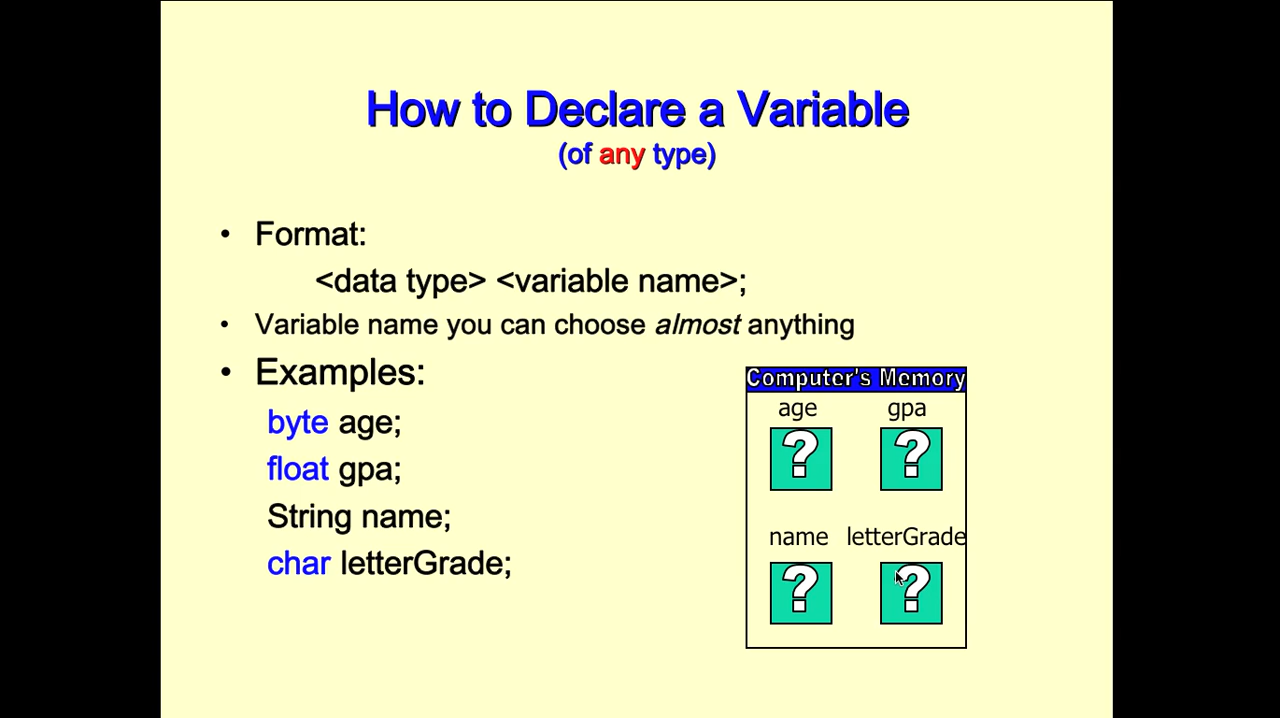 How to Declare a Variable
(of any type)
• Format:
<data type> <variable name>;
• Variable name you can choose almost anything
• Examples:
byte age;
float gpa;
String name;
char letterGrade;
Computer's Memory
age gpa
? ?
name letterGrade
? ?